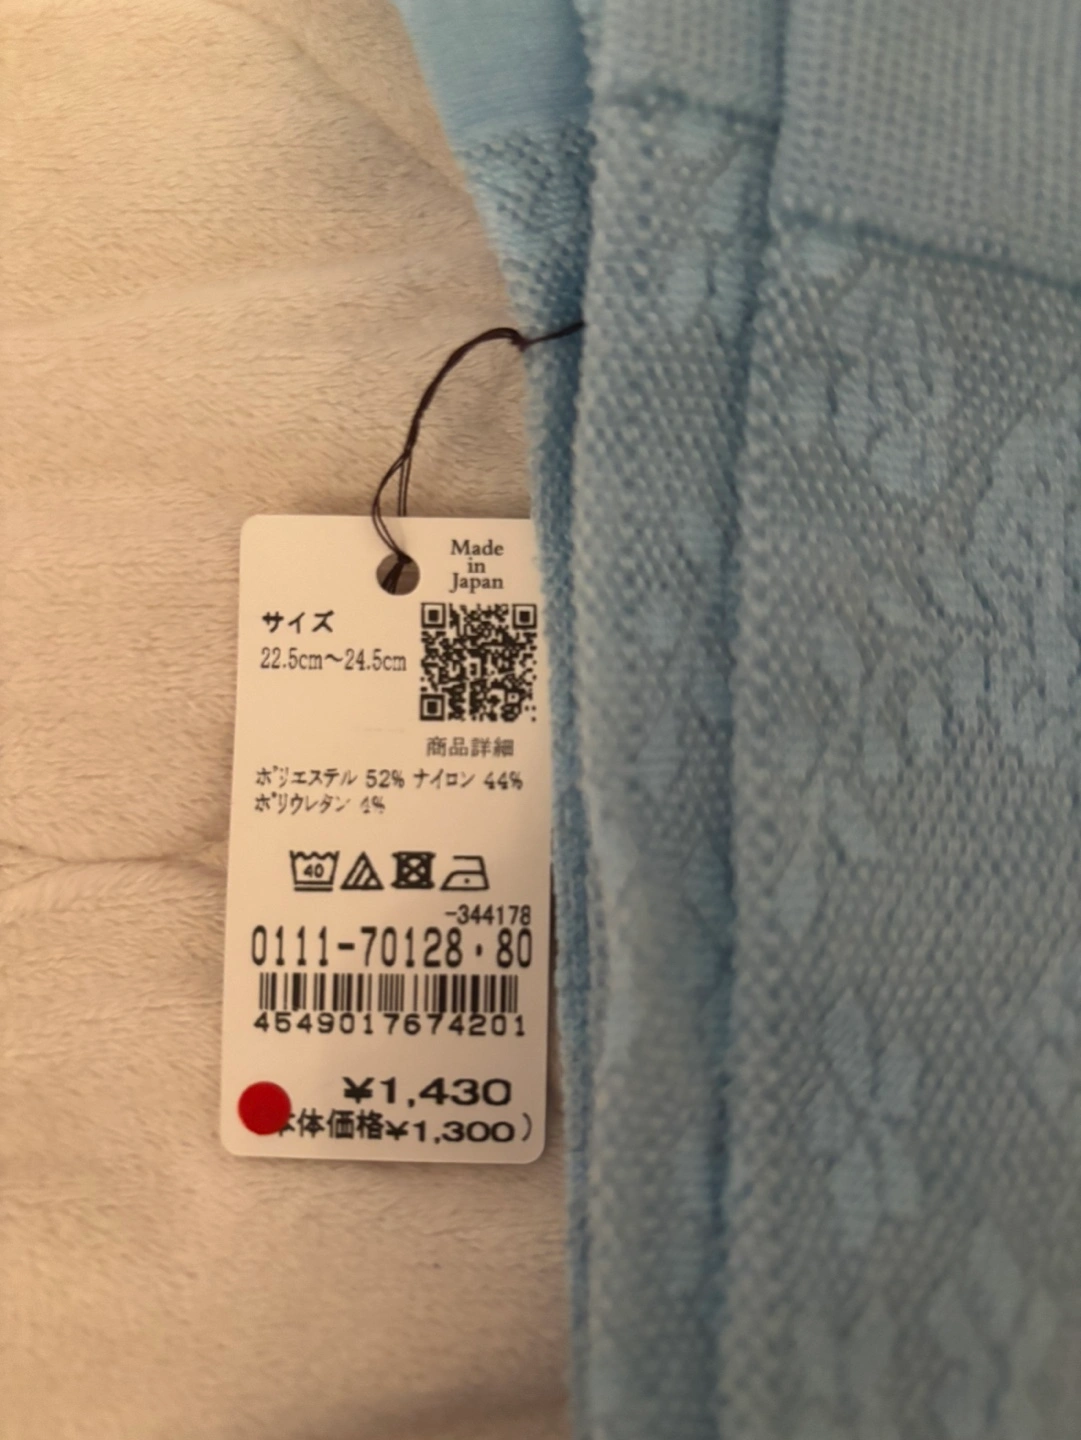 Made
in
Japan
サイズ
22.5cm～24.5cm
商品詳細
ポリエステル 52% ナイロン 44%
ポリウレタン 4%
40
-344178
0111-70128・80
4549017674201
¥1,430
本体価格¥1,300)